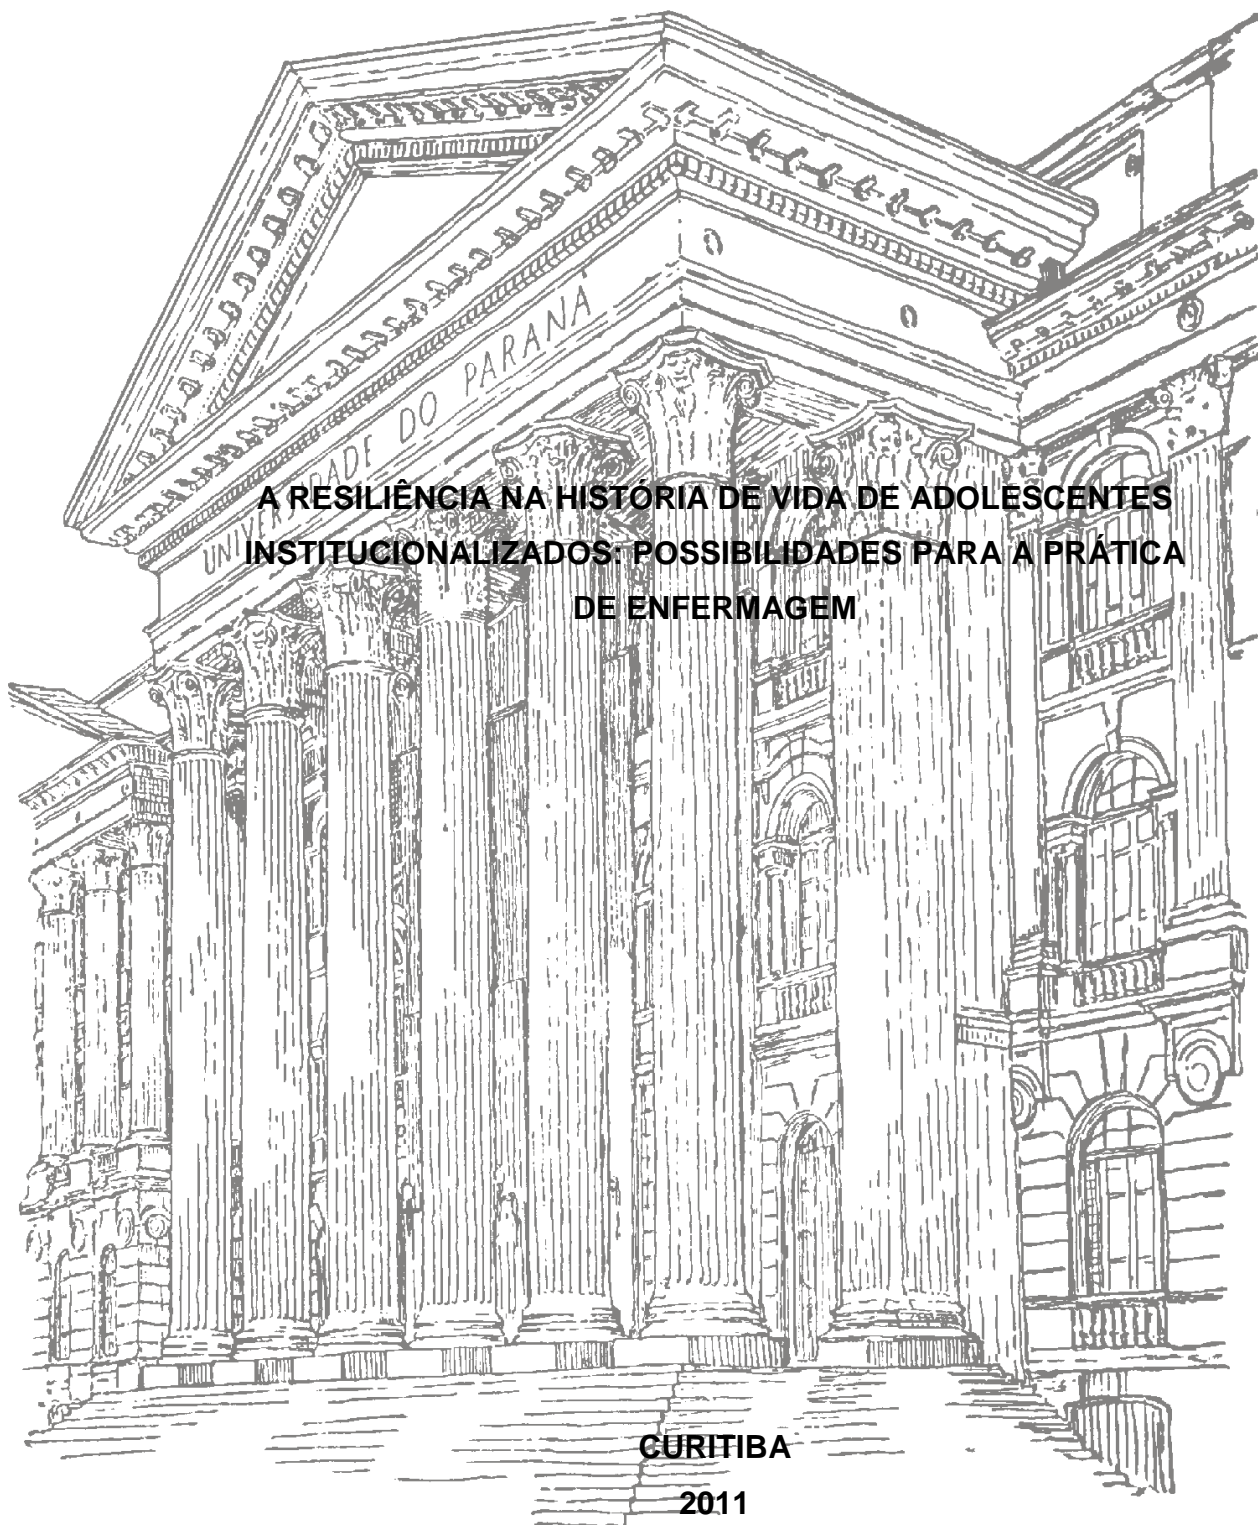 UNIVERSIDADE DO PARANÁ
A RESILIÊNCIA NA HISTÓRIA DE VIDA DE ADOLESCENTES
INSTITUCIONALIZADOS: POSSIBILIDADES PARA A PRÁTICA
DE ENFERMAGEM
CURITIBA
2011